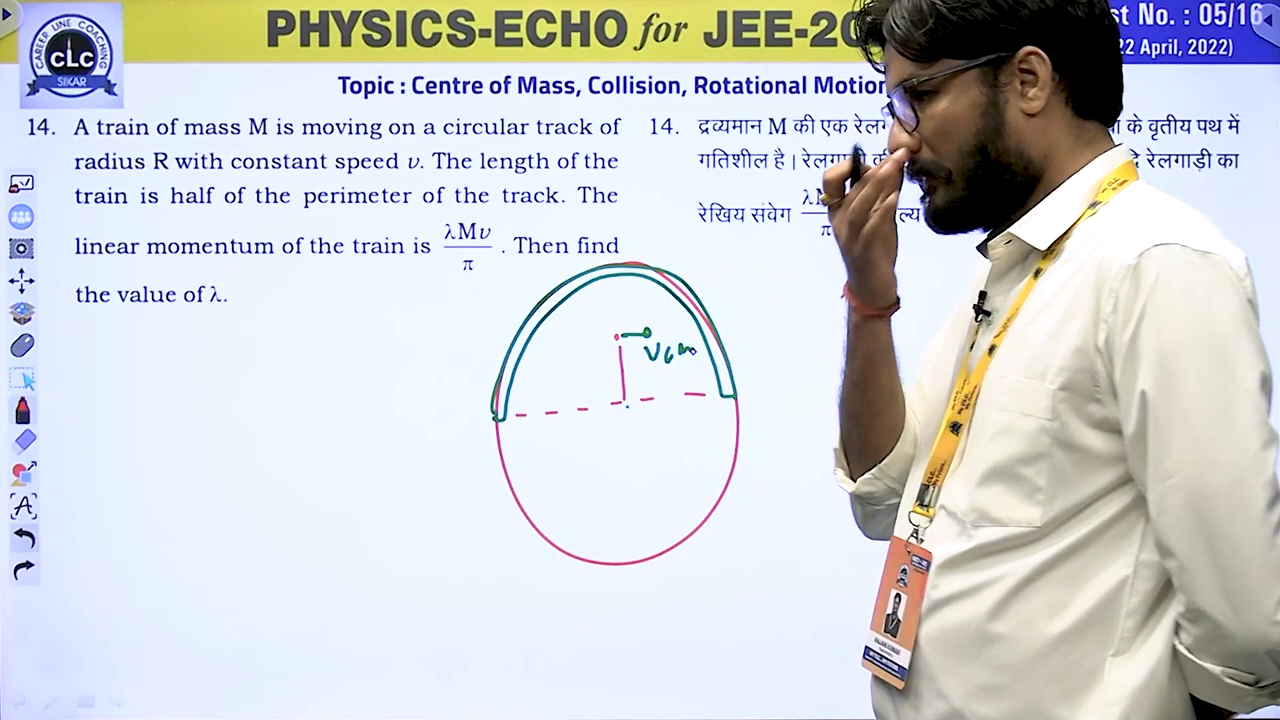 PHYSICS-ECHO for JEE-20
st No. : 05/16
22 April, 2022)
CAREER LINE COACHING
CLC
SIKAR
Topic : Centre of Mass, Collision, Rotational Motion
14. A train of mass M is moving on a circular track of
radius R with constant speed υ. The length of the
train is half of the perimeter of the track. The
linear momentum of the train is λMυ/π . Then find
the value of λ.
14. द्रव्यमान M की एक रेल के वृतीय पथ में
गतिशील है। रेलगाड़ी रेलगाड़ी का
रेखिय संवेग
Vcm
A